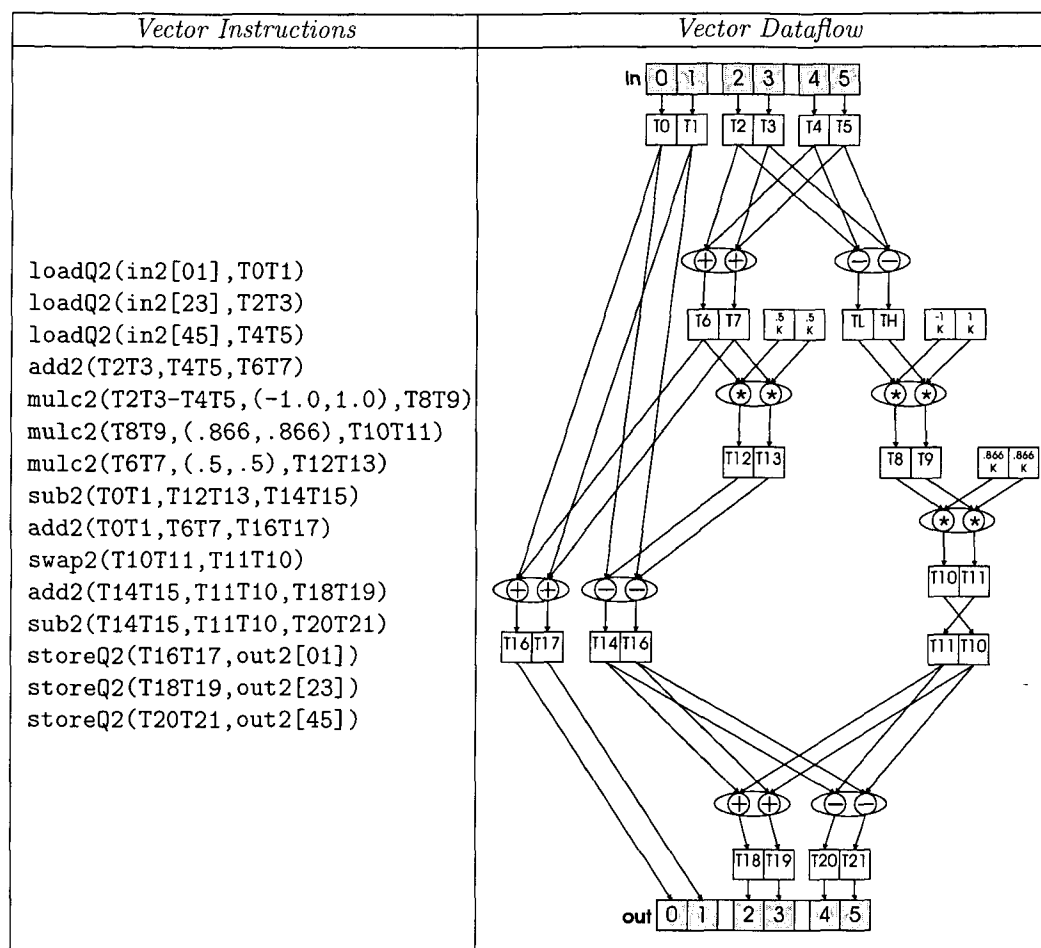 Vector Instructions
Vector Dataflow
loadQ2(in2[01],T0T1)
loadQ2(in2[23],T2T3)
loadQ2(in2[45],T4T5)
add2(T2T3,T4T5,T6T7)
mulc2(T2T3-T4T5,(-1.0,1.0),T8T9)
mulc2(T8T9,(.866,.866),T10T11)
mulc2(T6T7,(.5,.5),T12T13)
sub2(T0T1,T12T13,T14T15)
add2(T0T1,T6T7,T16T17)
swap2(T10T11,T11T10)
add2(T14T15,T11T10,T18T19)
sub2(T14T15,T11T10,T20T21)
storeQ2(T16T17,out2[01])
storeQ2(T18T19,out2[23])
storeQ2(T20T21,out2[45])
in 0 1 2 3 4 5
T0 T1 T2 T3 T4 T5
+ + − −
T6 T7 .5 K .5 K TL TH -1 K 1 K
* * * *
T12 T13 T8 T9 .866 K .866 K
* *
T10 T11
+ + − −
T16 T17 T14 T16 T11 T10
+ + − −
T18 T19 T20 T21
out 0 1 2 3 4 5